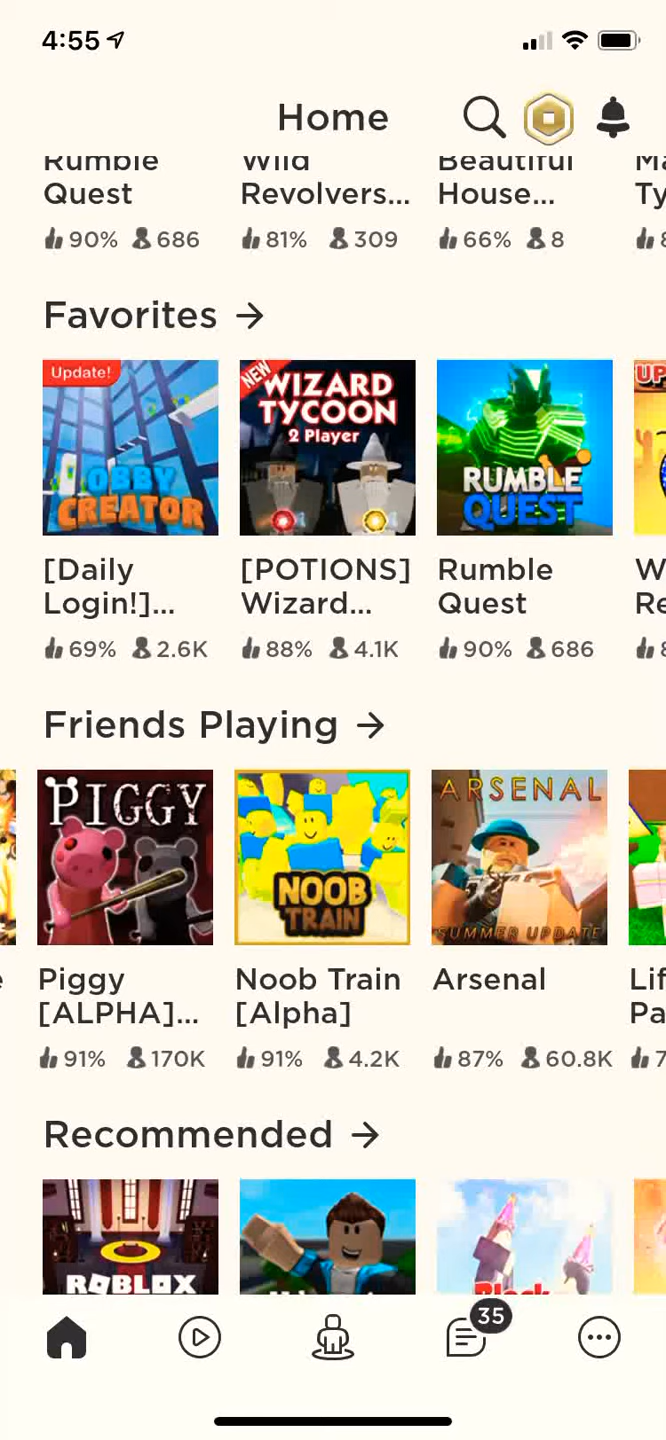 4:55
Home
Rumble
Quest
90% 686
Wild
Revolvers...
81% 309
Beautiful
House...
66% 8
Favorites →
Update!
OBBY
CREATOR
[Daily
Login!]...
69% 2.6K
NEW
WIZARD
TYCOON
2 Player
[POTIONS]
Wizard...
88% 4.1K
RUMBLE
QUEST
Rumble
Quest
90% 686
UP
Friends Playing →
PIGGY
Piggy
[ALPHA]...
91% 170K
NOOB
TRAIN
Noob Train
[Alpha]
91% 4.2K
ARSENAL
SUMMER UPDATE
Arsenal
87% 60.8K
Recommended →
ROBLOX
35